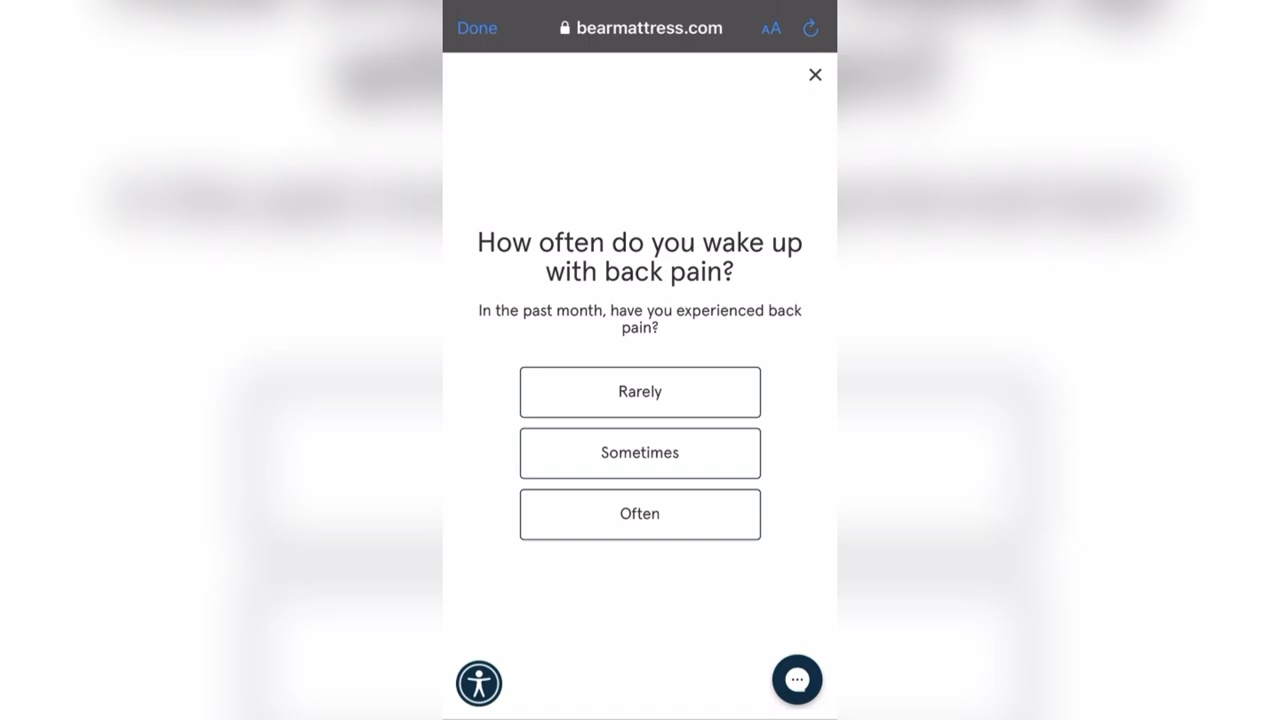 Done
bearmattress.com
AA
How often do you wake up
with back pain?
In the past month, have you experienced back
pain?
Rarely
Sometimes
Often